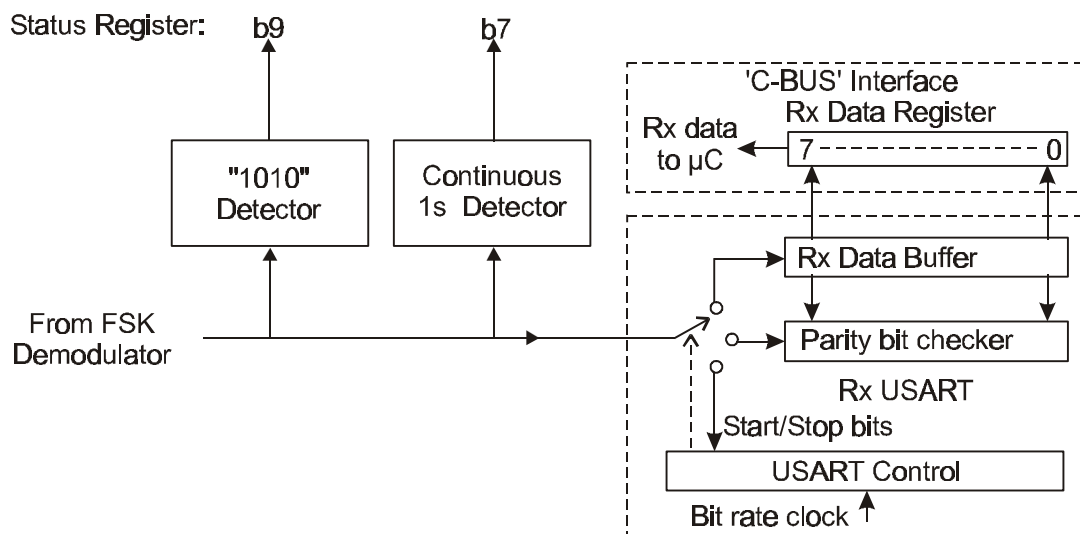 Status Register: b9 b7
'C-BUS' Interface
Rx Data Register
Rx data
to µC
7 0
"1010"
Detector
Continuous
1s Detector
Rx Data Buffer
From FSK
Demodulator
Parity bit checker
Rx USART
Start/Stop bits
USART Control
Bit rate clock